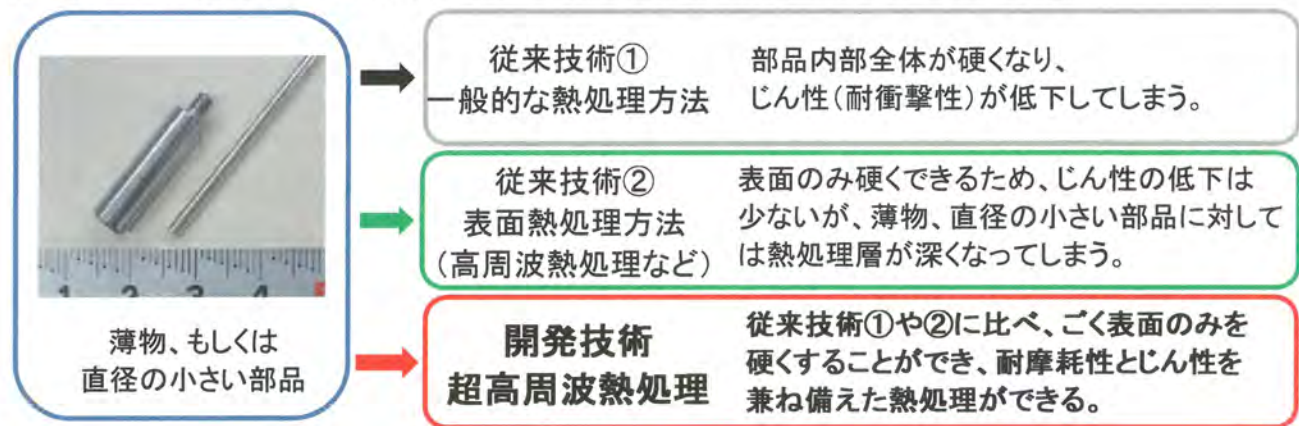 従来技術①
一般的な熱処理方法
部品内部全体が硬くなり、
じん性(耐衝撃性)が低下してしまう。
従来技術②
表面熱処理方法
(高周波熱処理など)
表面のみ硬くできるため、じん性の低下は
少ないが、薄物、直径の小さい部品に対して
は熱処理層が深くなってしまう。
1 2 3 4
薄物、もしくは
直径の小さい部品
開発技術
超高周波熱処理
従来技術①や②に比べ、ごく表面のみを
硬くすることができ、耐摩耗性とじん性を
兼ね備えた熱処理ができる。